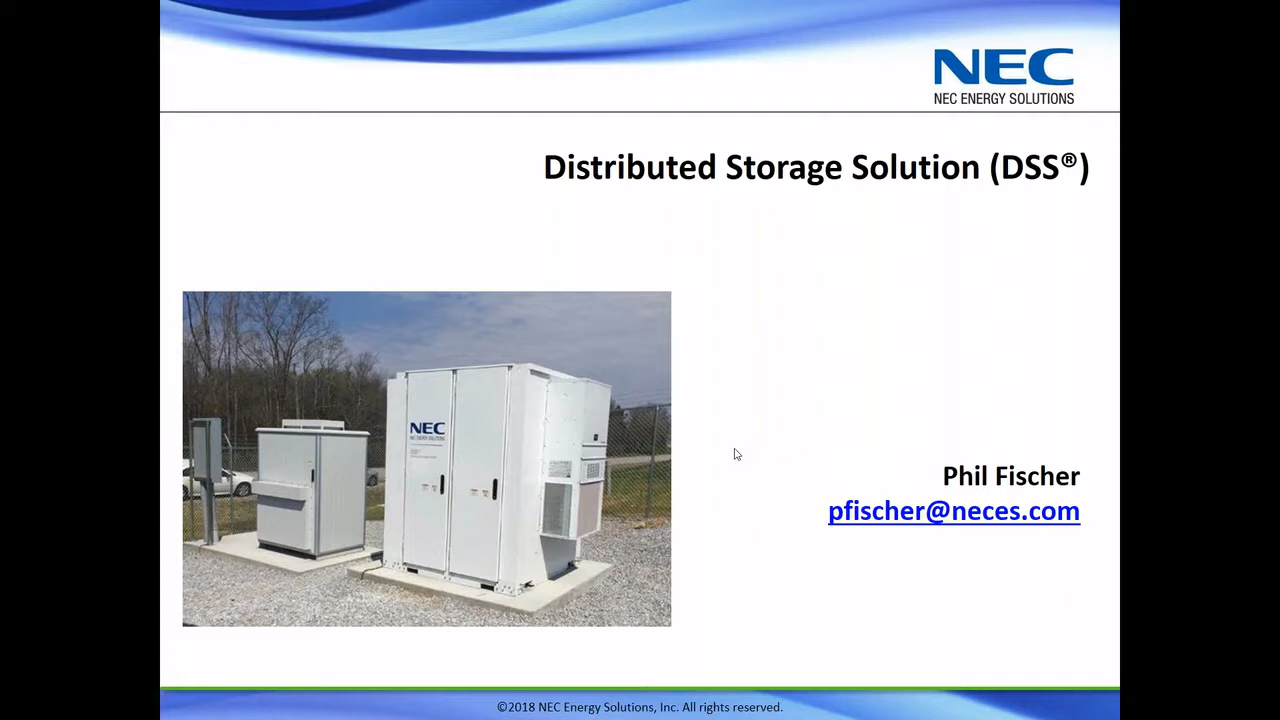 NEC
NEC ENERGY SOLUTIONS
Distributed Storage Solution (DSS®)
NEC
NEC ENERGY SOLUTIONS
Phil Fischer
pfischer@neces.com
©2018 NEC Energy Solutions, Inc. All rights reserved.